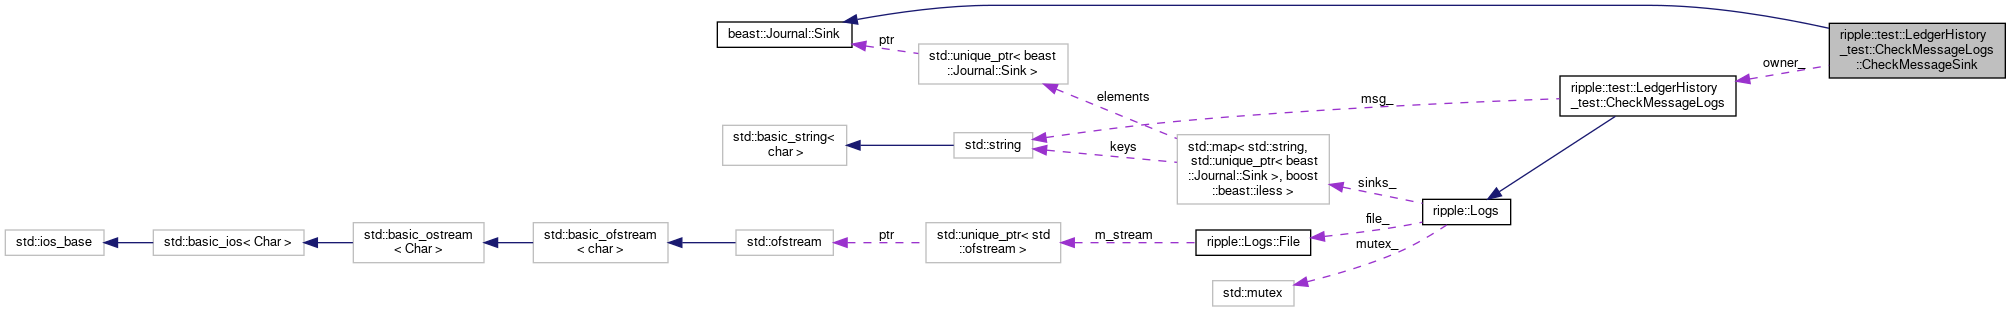 beast::Journal::Sink
ptr
std::unique_ptr< beast
::Journal::Sink >
ripple::test::LedgerHistory
_test::CheckMessageLogs
::CheckMessageSink
owner_
ripple::test::LedgerHistory
_test::CheckMessageLogs
elements
msg_
std::basic_string<
char >
std::string
keys
std::map< std::string,
std::unique_ptr< beast
::Journal::Sink >, boost
::beast::iless >
sinks_
ripple::Logs
file_
mutex_
std::ios_base
std::basic_ios< Char >
std::basic_ostream
< Char >
std::basic_ofstream
< char >
std::ofstream
ptr
std::unique_ptr< std
::ofstream >
m_stream
ripple::Logs::File
std::mutex